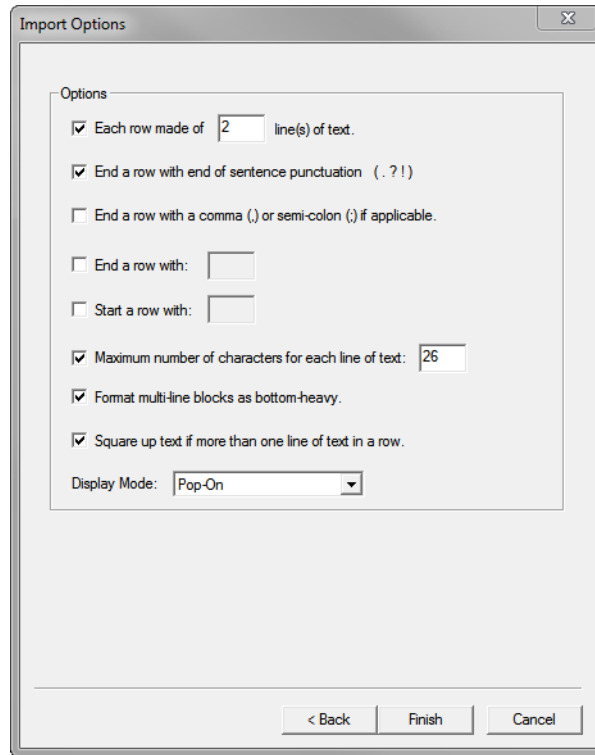 Import Options
Options
Each row made of 2 line(s) of text.
End a row with end of sentence punctuation ( . ? ! )
End a row with a comma (,) or semi-colon (;) if applicable.
End a row with:
Start a row with:
Maximum number of characters for each line of text: 26
Format multi-line blocks as bottom-heavy.
Square up text if more than one line of text in a row.
Display Mode: Pop-On
< Back Finish Cancel